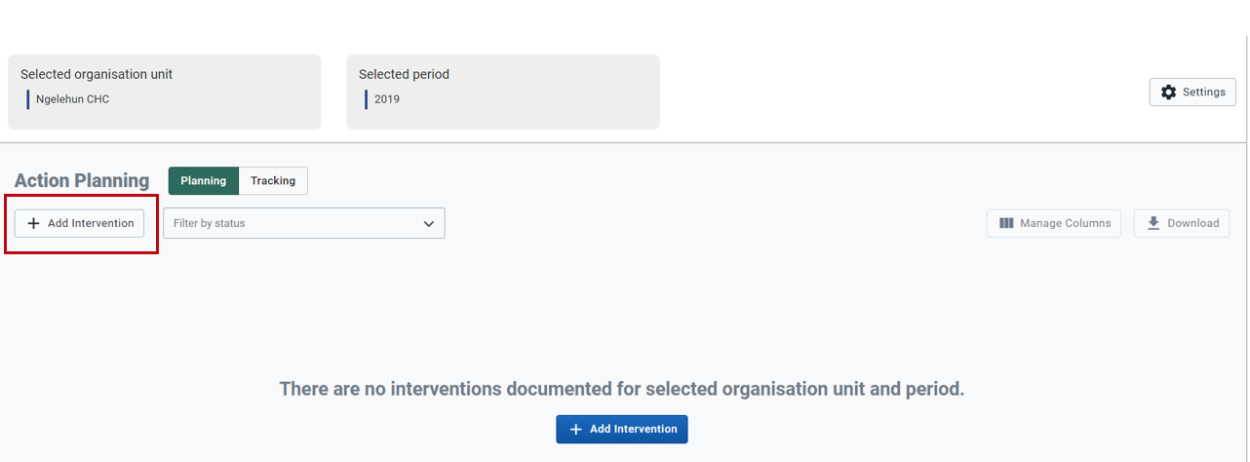 Selected organisation unit
Ngelehun CHC
Selected period
2019
Settings
Action Planning
Planning
Tracking
+ Add Intervention
Filter by status
Manage Columns
Download
There are no interventions documented for selected organisation unit and period.
+ Add Intervention